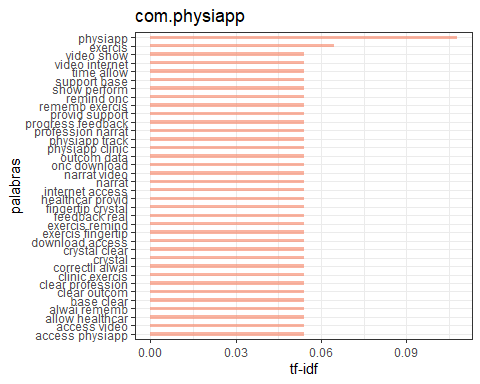 com.physiapp
palabras
physiapp
exercis
video show
video internet
time allow
support base
show perform
remind onc
rememb exercis
provid support
progress feedback
profession narrat
physiapp track
physiapp clinic
outcom data
onc download
narrat video
narrat
internet access
healthcar provid
fingertip crystal
feedback real
exercis remind
exercis fingertip
download access
crystal clear
crystal
correctli alwai
clinic exercis
clear profession
clear outcom
base clear
alwai rememb
allow healthcar
access video
access physiapp
0.00 0.03 0.06 0.09
tf-idf